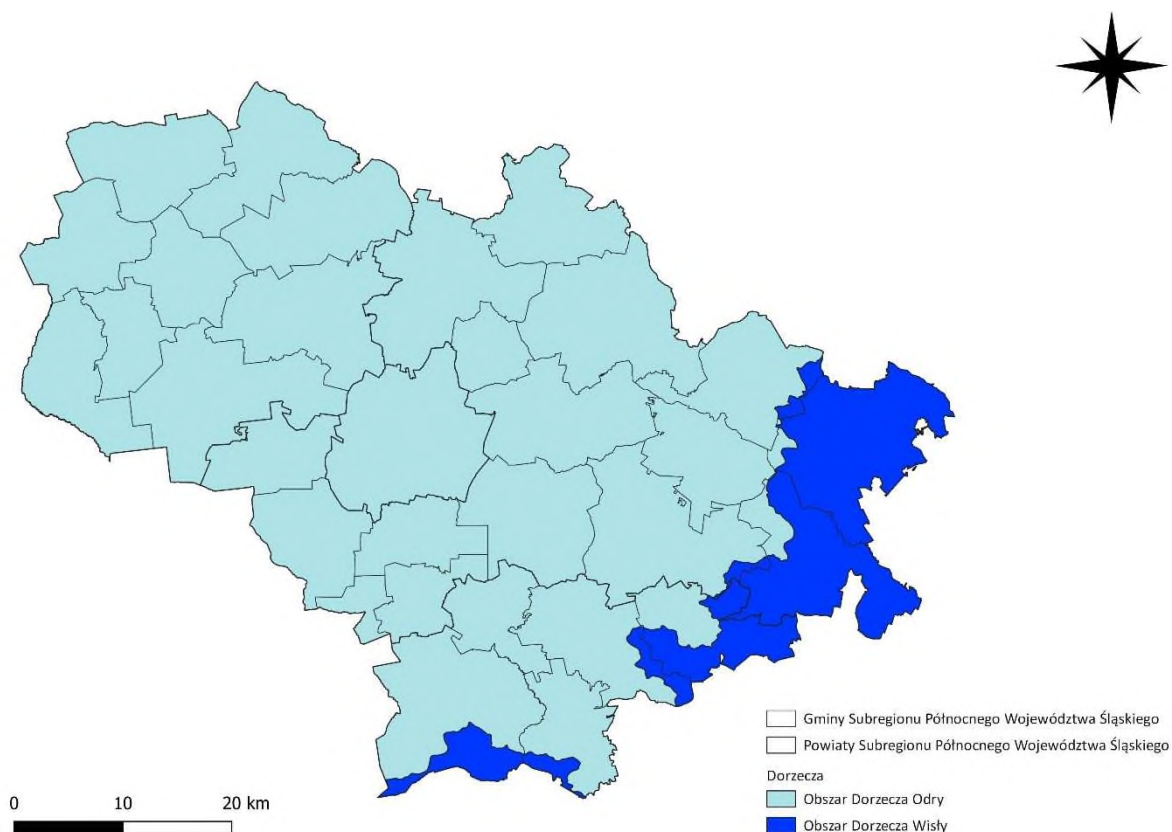 Gminy Subregionu Północnego Województwa Śląskiego
Powiaty Subregionu Północnego Województwa Śląskiego
Dorzecza
Obszar Dorzecza Odry
Obszar Dorzecza Wisły
0 10 20 km